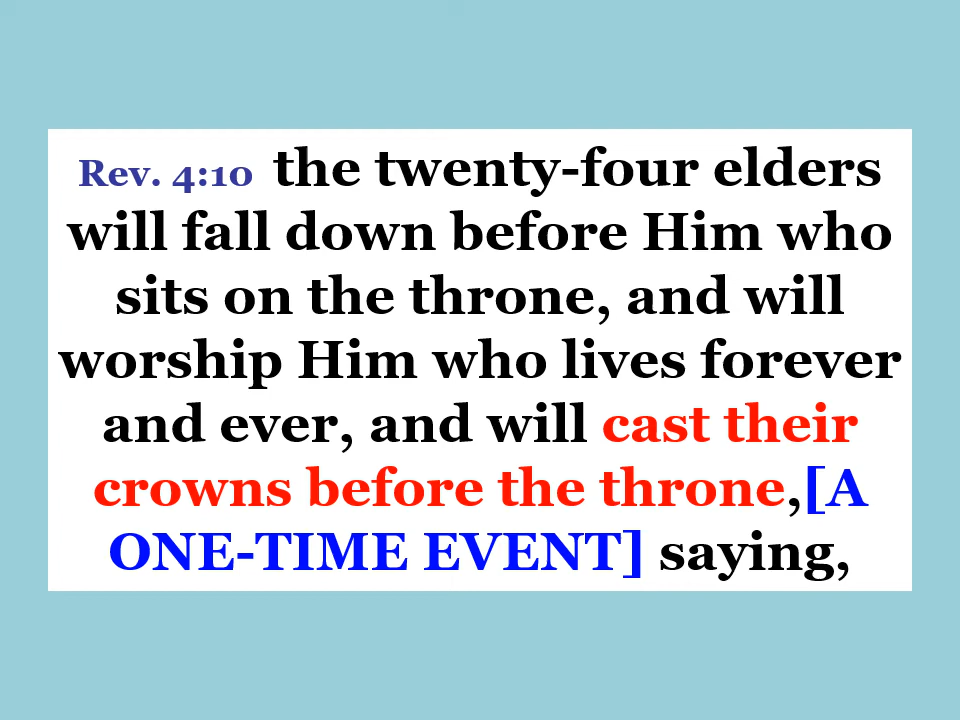 Rev. 4:10 the twenty-four elders
will fall down before Him who
sits on the throne, and will
worship Him who lives forever
and ever, and will cast their
crowns before the throne,[A
ONE-TIME EVENT] saying,